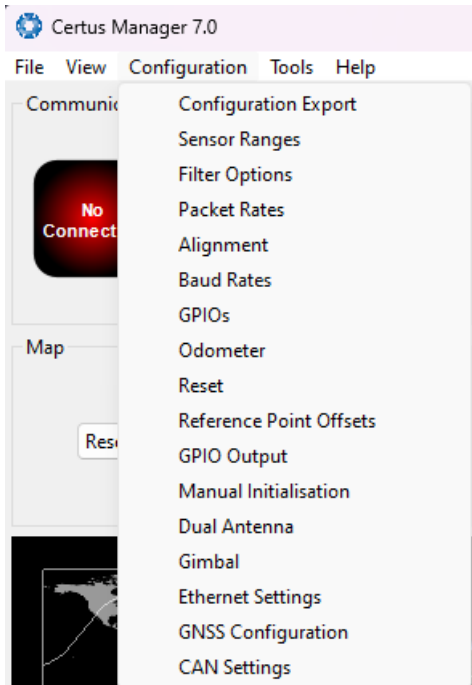 Certus Manager 7.0
File View Configuration Tools Help
Communic
No
Connect
Map
Rese
Configuration Export
Sensor Ranges
Filter Options
Packet Rates
Alignment
Baud Rates
GPIOs
Odometer
Reset
Reference Point Offsets
GPIO Output
Manual Initialisation
Dual Antenna
Gimbal
Ethernet Settings
GNSS Configuration
CAN Settings